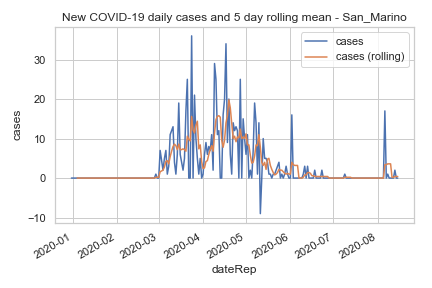 New COVID-19 daily cases and 5 day rolling mean - San_Marino
cases
cases (rolling)
cases
30
20
10
0
−10
2020-01
2020-02
2020-03
2020-04
2020-05
2020-06
2020-07
2020-08
dateRep